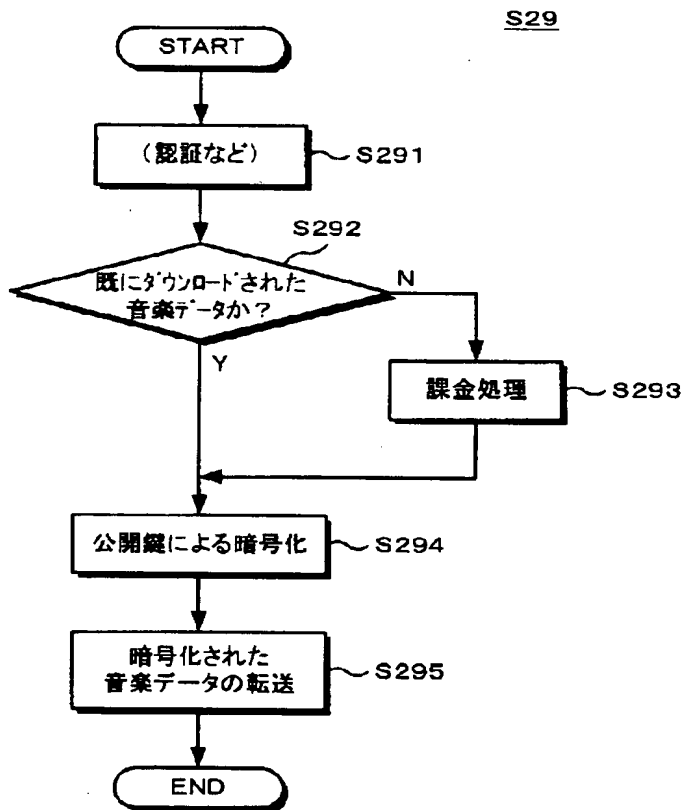 S29
START
(認証など)
S291
S292
既にダウンロードされた
音楽データか?
N
Y
課金処理
S293
公開鍵による暗号化
S294
暗号化された
音楽データの転送
S295
END